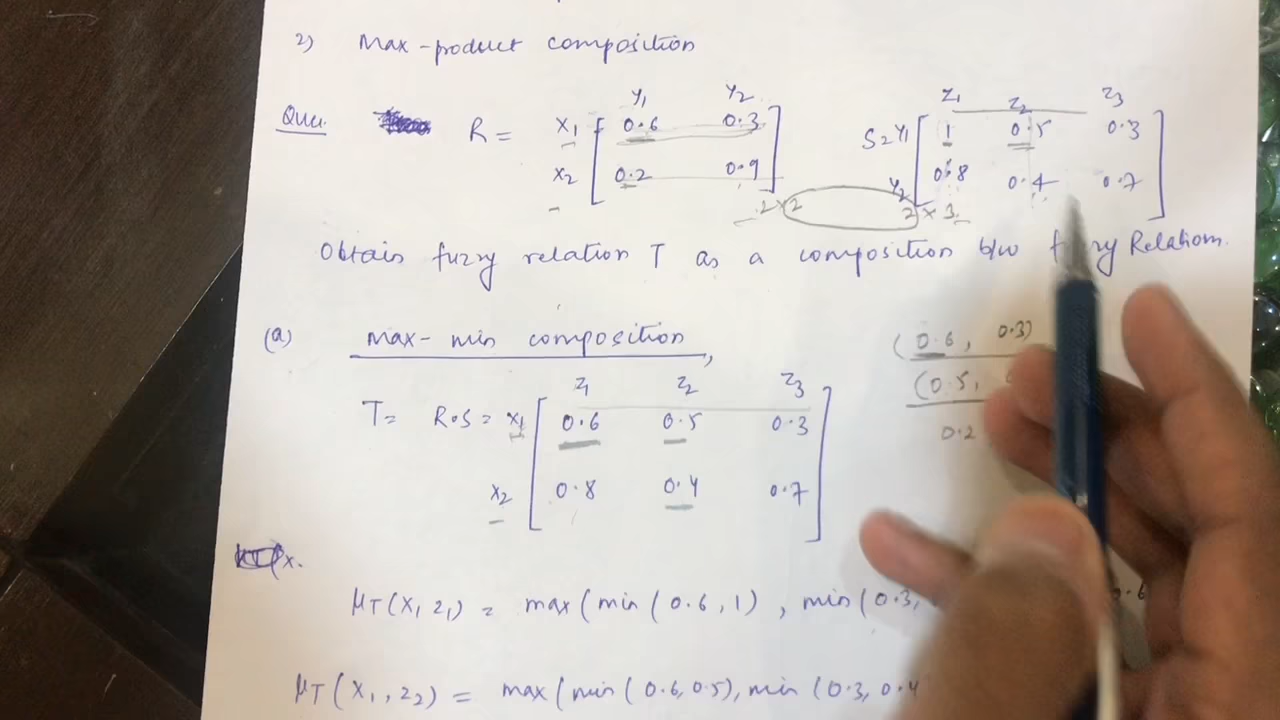 2) Max-product composition
Y1 Y2 Z1 Z2 Z3
Que. R = X1 0.6 0.3 S = Y1 1 0.5 0.3
X2 0.2 0.9 Y2 0.8 0.4 0.7
2×2 2×3
Obtain fuzzy relation T as a composition b/w Relations.
(a) max-min composition, (0.6, 0.3)
Z1 Z2 Z3 (0.5,
T= R∘S = X1 0.6 0.5 0.3 0.2
X2 0.8 0.4 0.7
x.
μT(X1 Z1) = max(min(0.6,1), min(0.3,
μT(X1, Z2) = max(min(0.6,0.5), min(0.3, 0.4